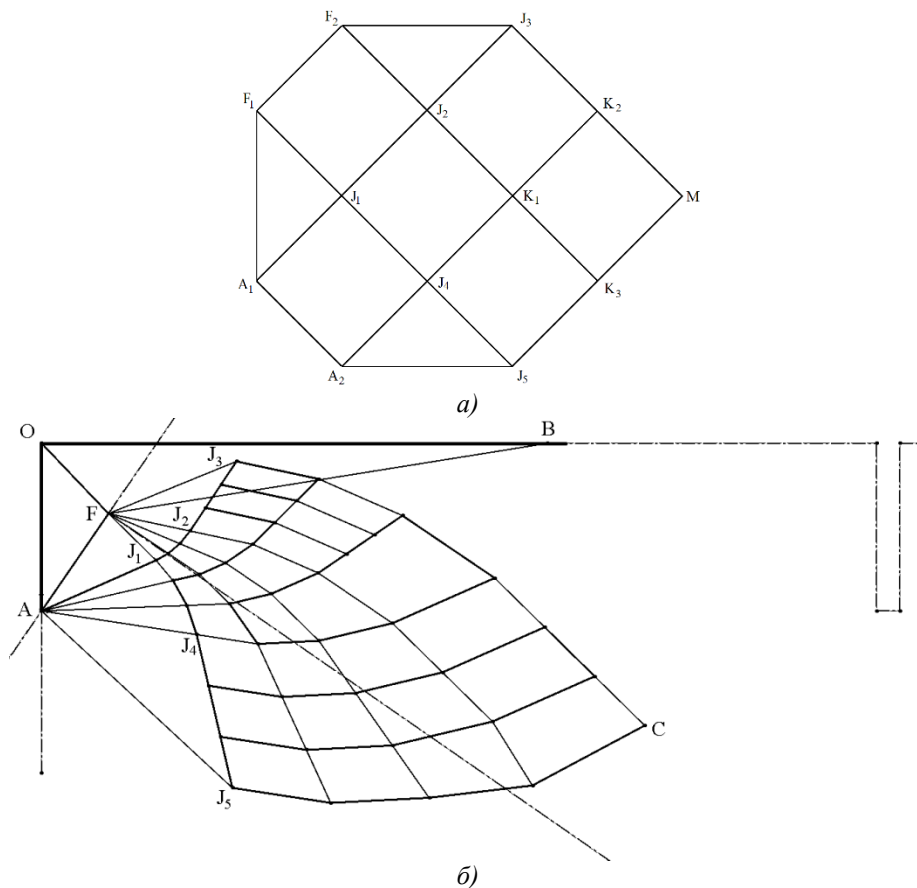 F₂ J₃
F₁ J₂ K₂
J₁ K₁ M
A₁ J₄ K₃
A₂ J₅
а)
O B
J₃
F J₂
J₁
A
J₄
C
J₅
б)